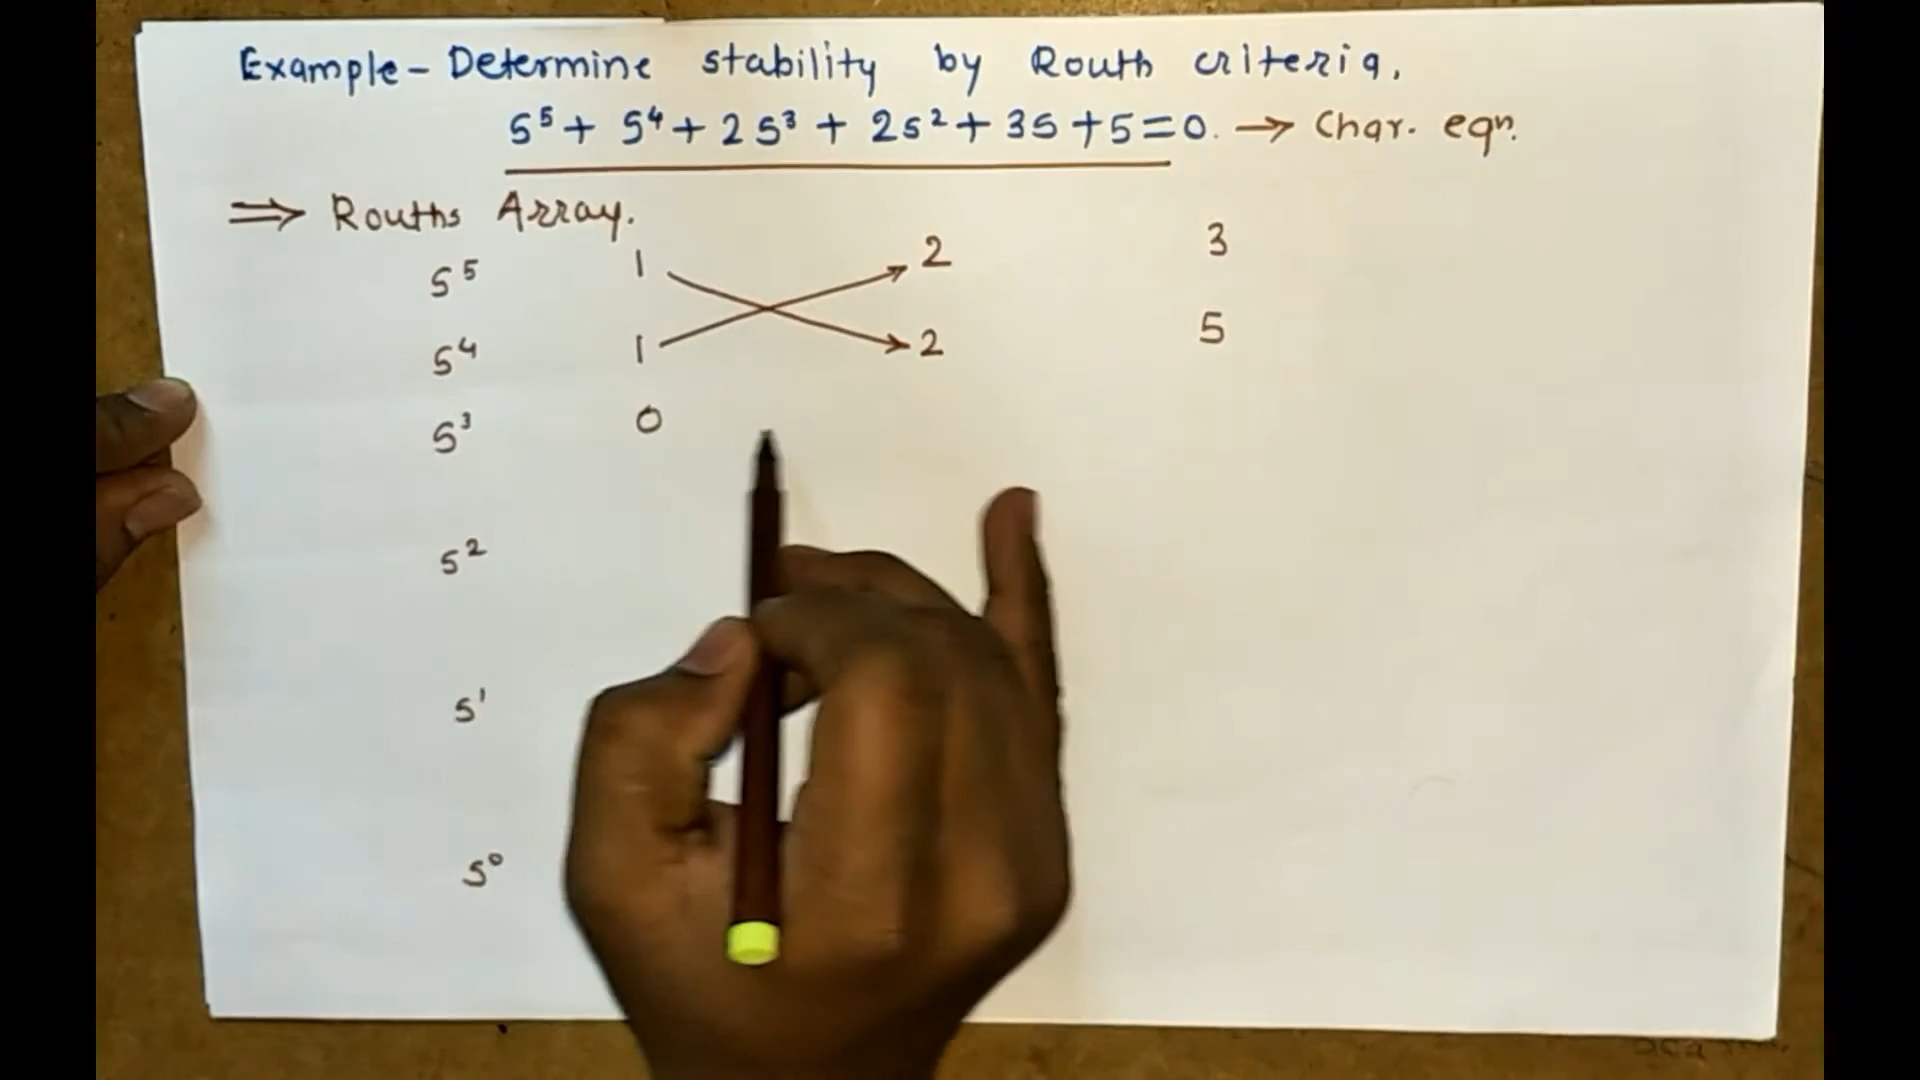 Example - Determine stability by Routh criteria.
S⁵ + S⁴ + 2S³ + 2S² + 3S + 5 = 0. → Char. eqⁿ.
⇒ Rouths Array.
S⁵ 1 2 3
S⁴ 1 2 5
S³ 0
S²
S¹
S⁰